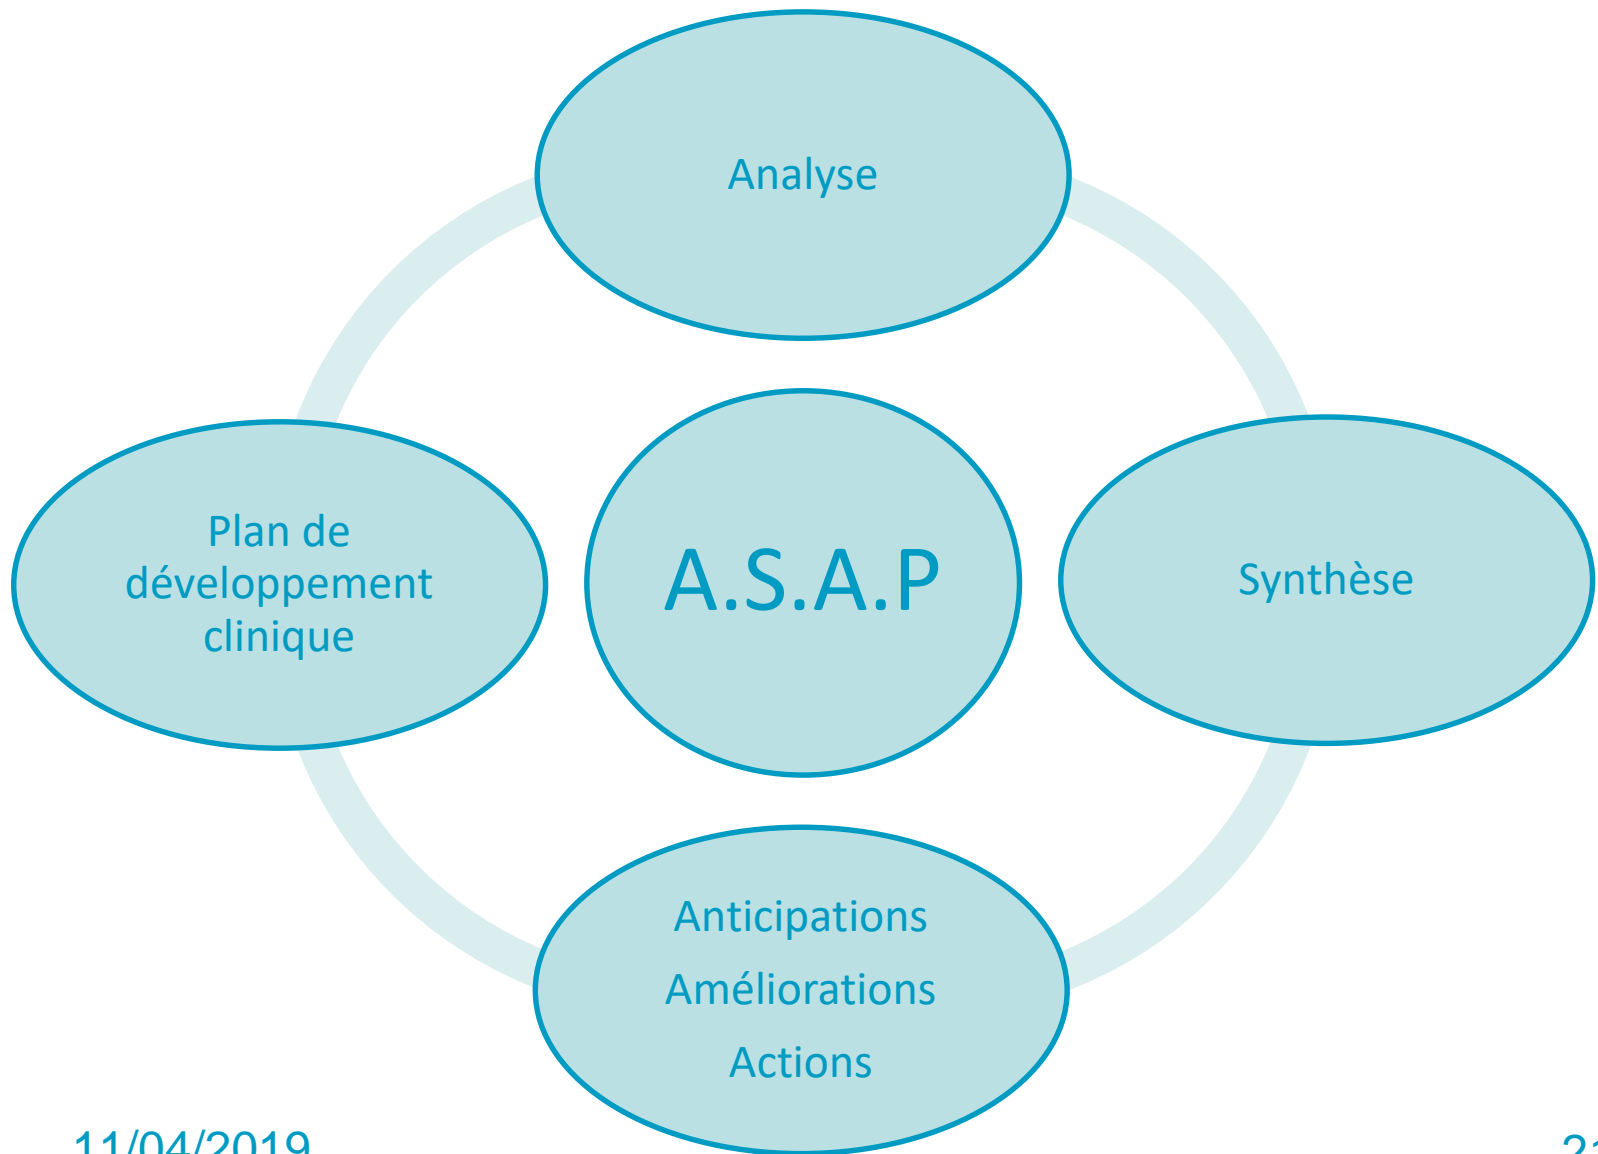 Analyse
Plan de
développement
clinique
A.S.A.P
Synthèse
Anticipations
Améliorations
Actions
11/04/2019